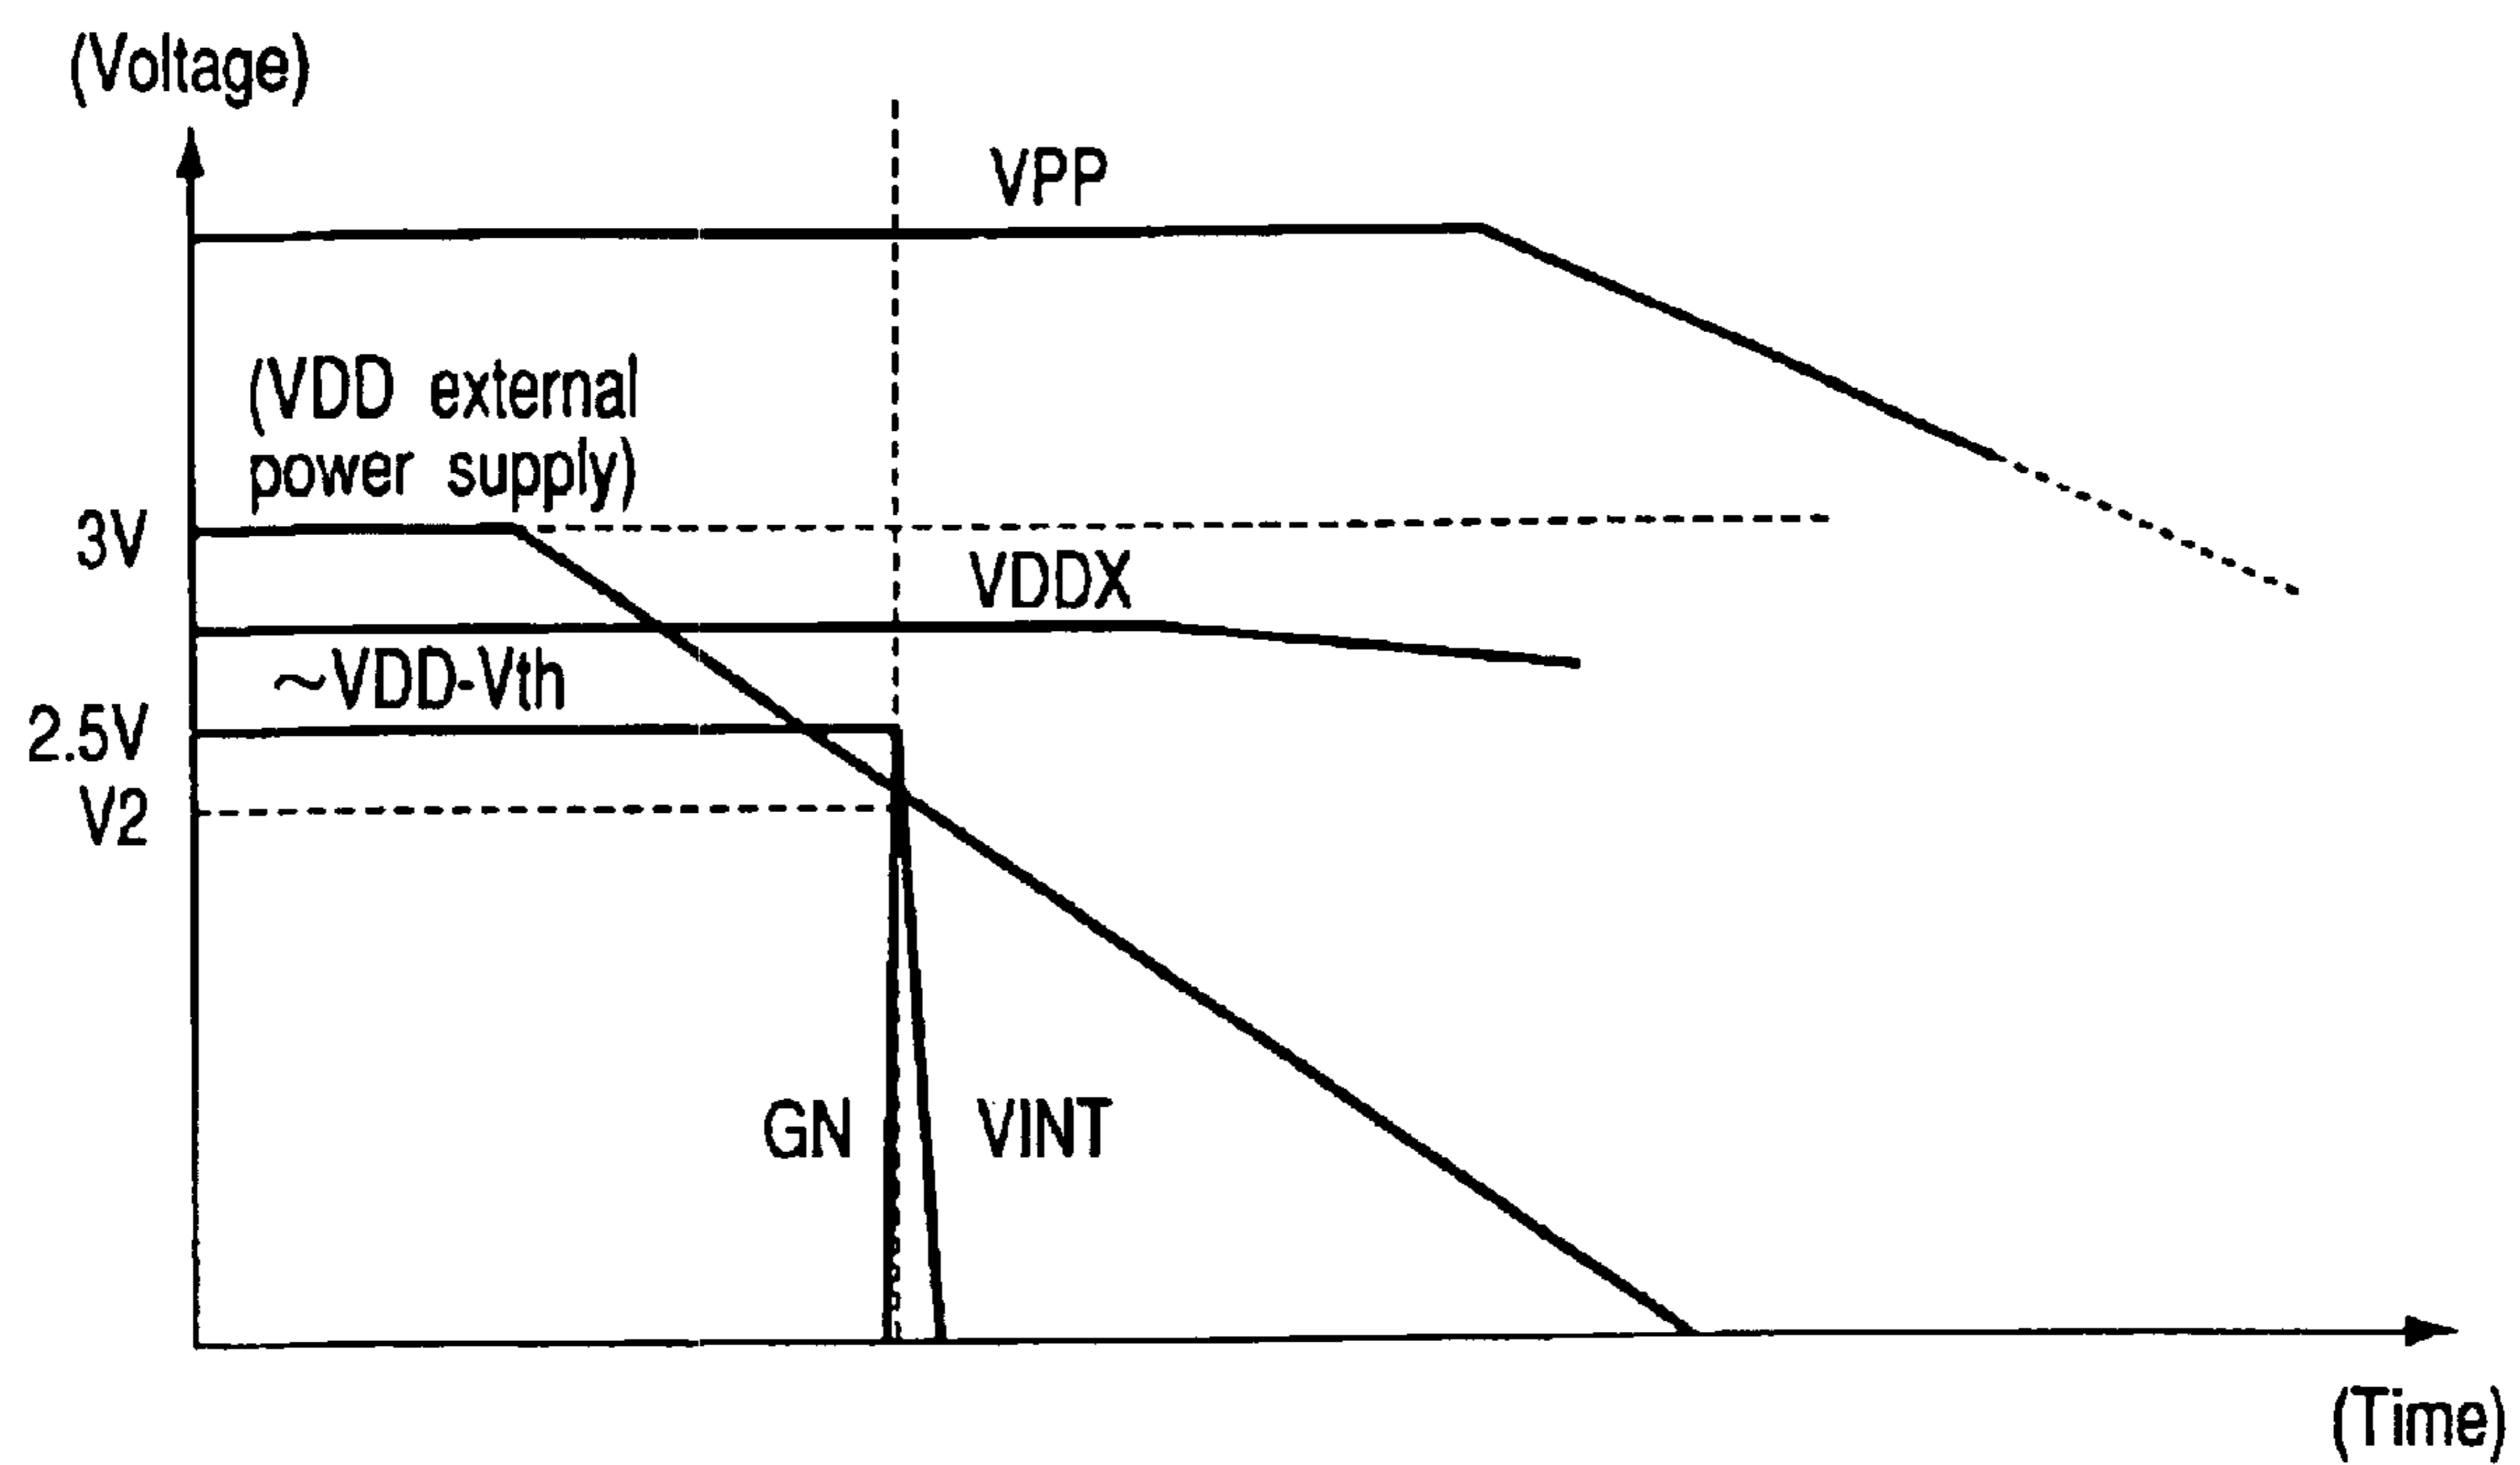 (Voltage)
VPP
(VDD external
power supply)
3V
VDDX
~VDD-Vth
2.5V
V2
GN
VINT
(Time)